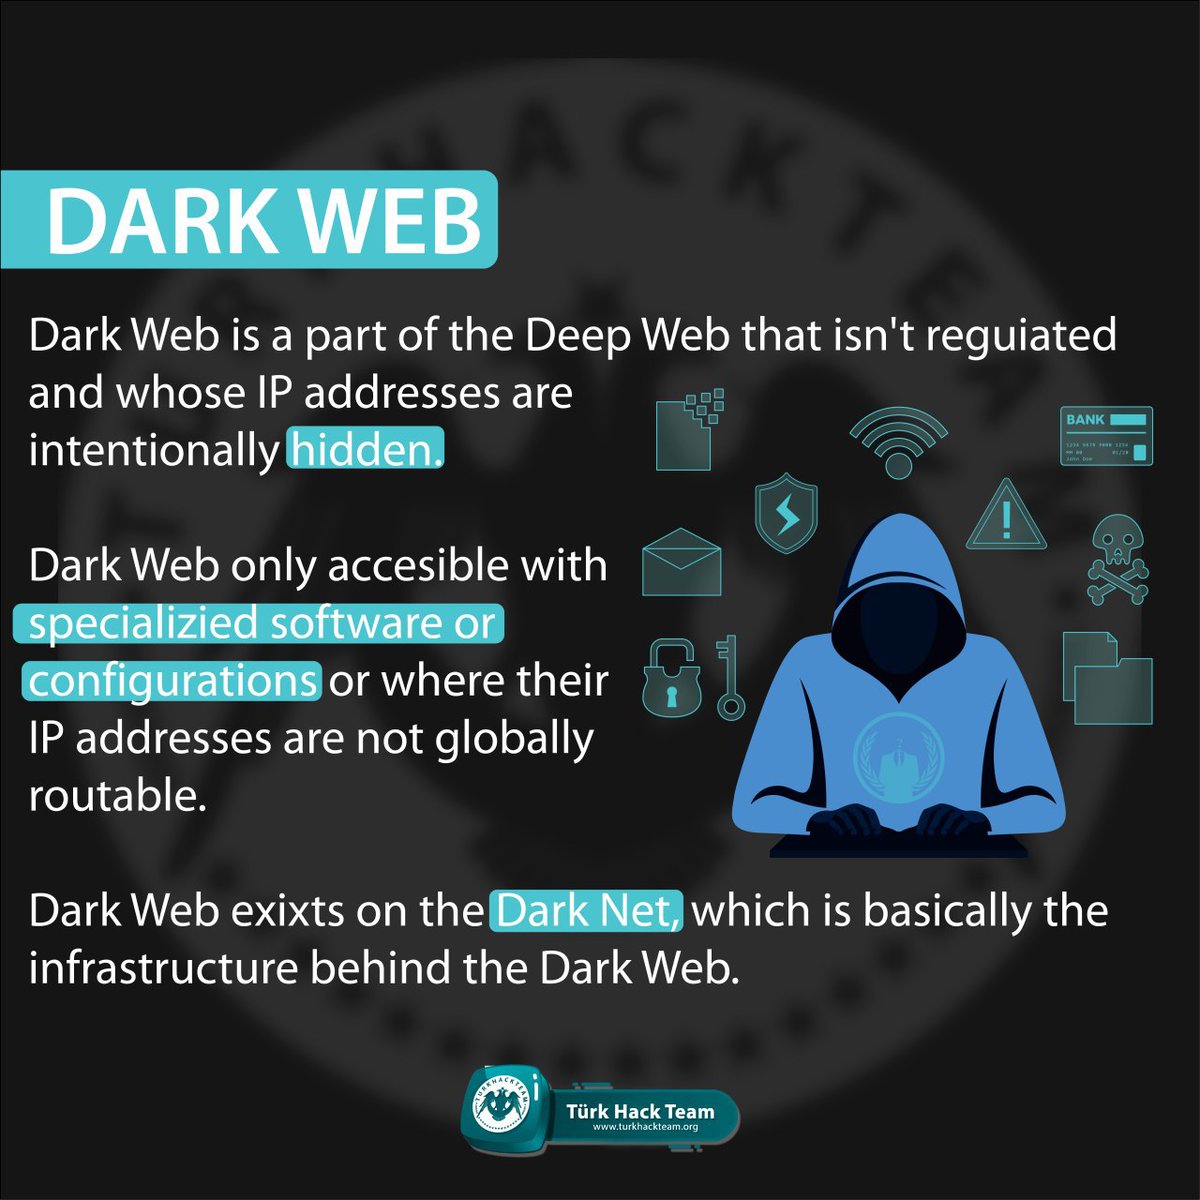 TURKHACKTEAM
DARK WEB
Dark Web is a part of the Deep Web that isn't reguiated
and whose IP addresses are
intentionally hidden.
BANK
1234 5678 9000 1234
01/20
John Doe
Dark Web only accesible with
specializied software or
configurations or where their
IP addresses are not globally
routable.
Dark Web exixts on the Dark Net, which is basically the
infrastructure behind the Dark Web.
TURKHACKTEAM
Türk Hack Team
www.turkhackteam.org